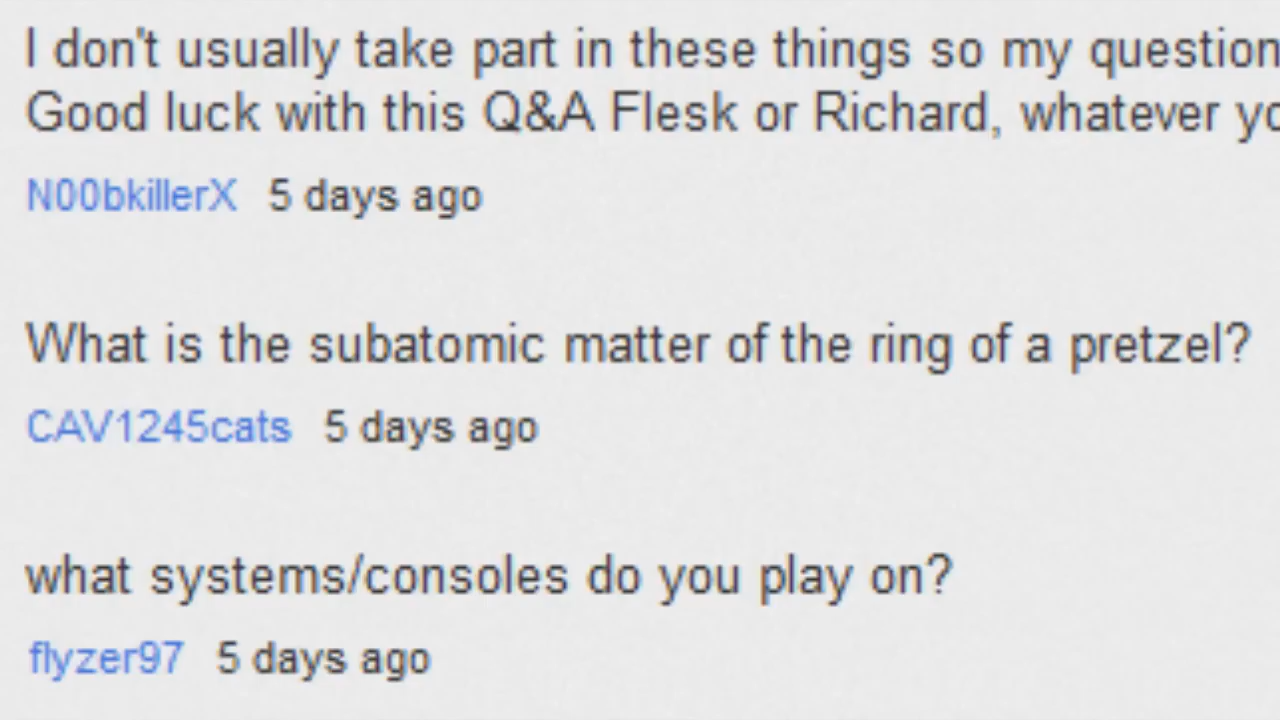 I don't usually take part in these things so my question
Good luck with this Q&A Flesk or Richard, whatever
N00bkillerX 5 days ago
What is the subatomic matter of the ring of a pretzel?
CAV1245cats 5 days ago
what systems/consoles do you play on?
flyzer97 5 days ago